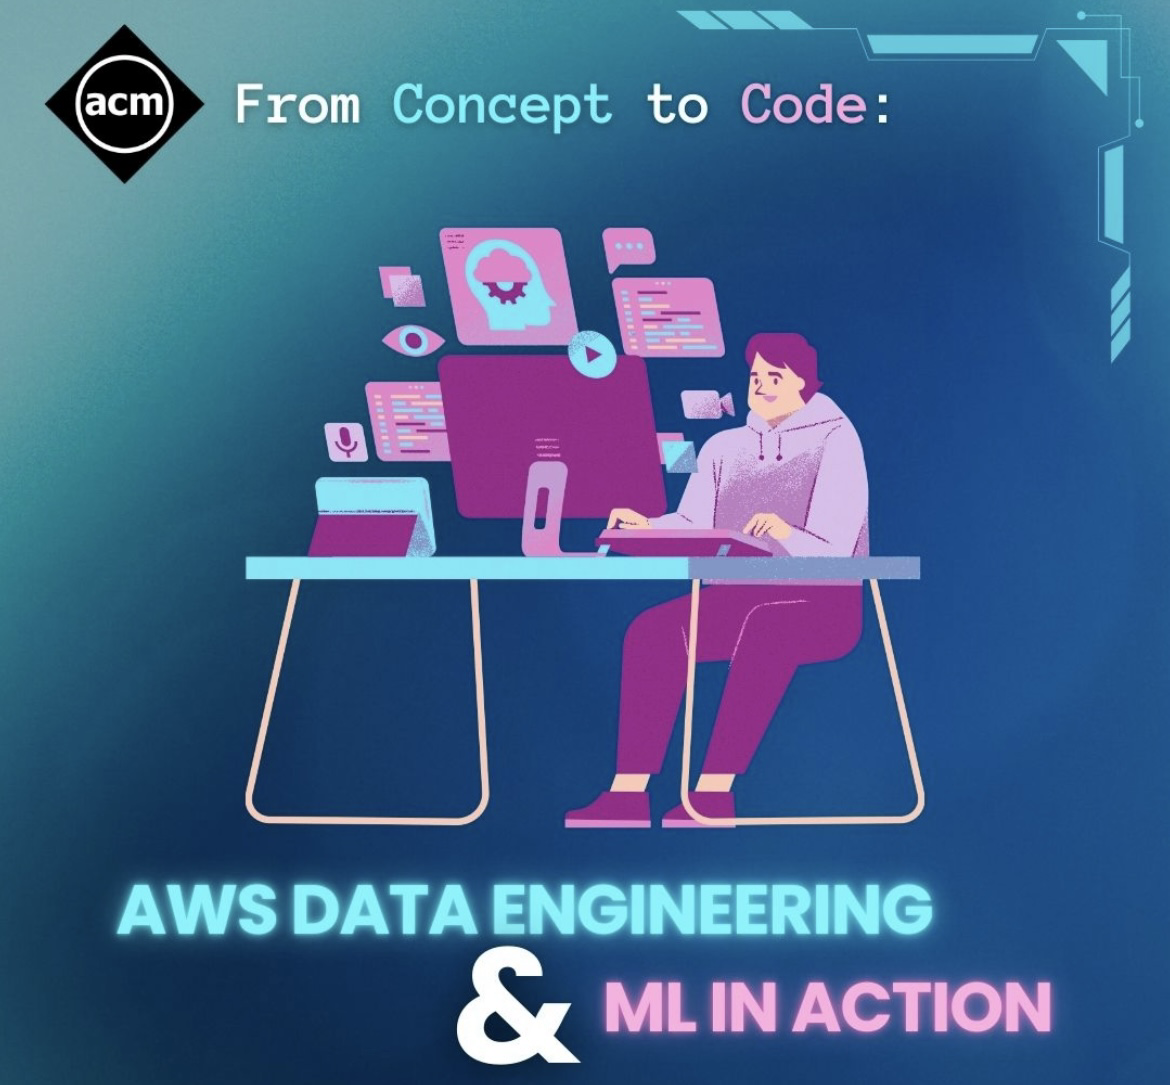 acm
From Concept to Code:
AWS DATA ENGINEERING
&
ML IN ACTION